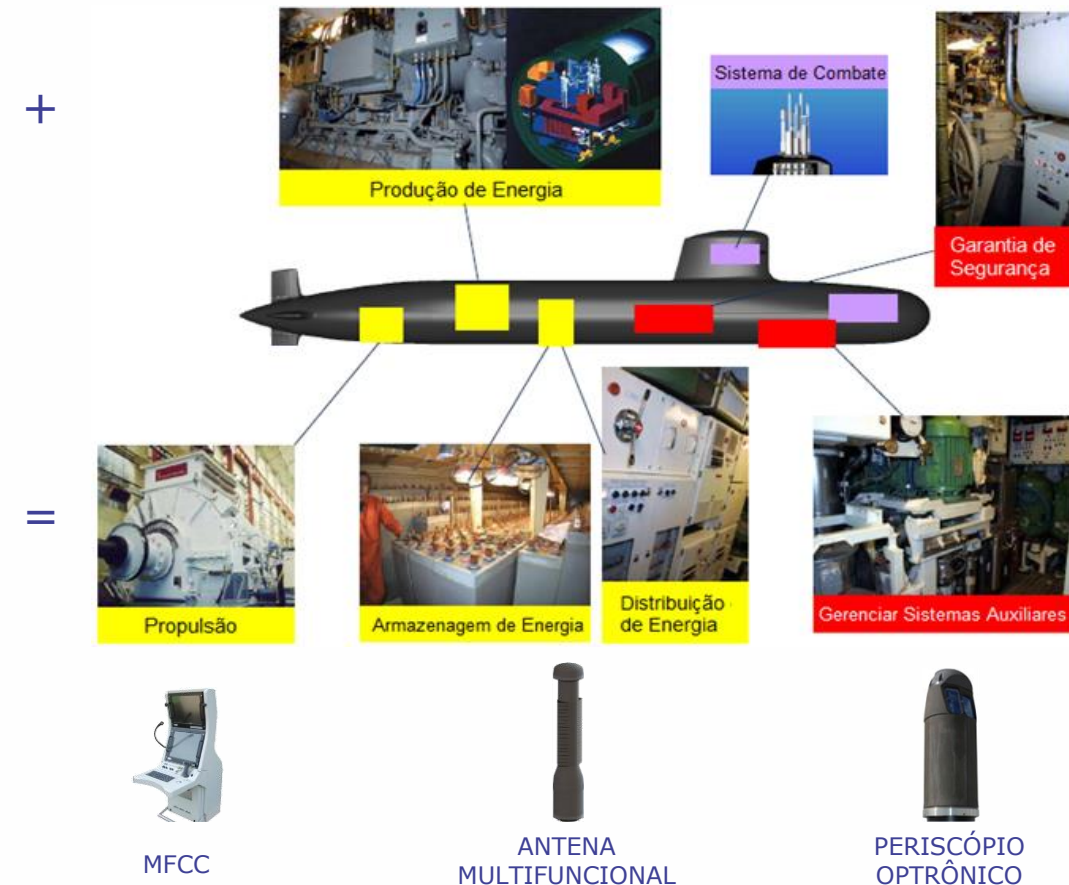 +
Produção de Energia
Sistema de Combate
Garantia de
Segurança
=
Propulsão
Armazenagem de Energia
Distribuição
de Energia
Gerenciar Sistemas Auxiliares
MFCC
ANTENA
MULTIFUNCIONAL
PERISCÓPIO
OPTRÔNICO